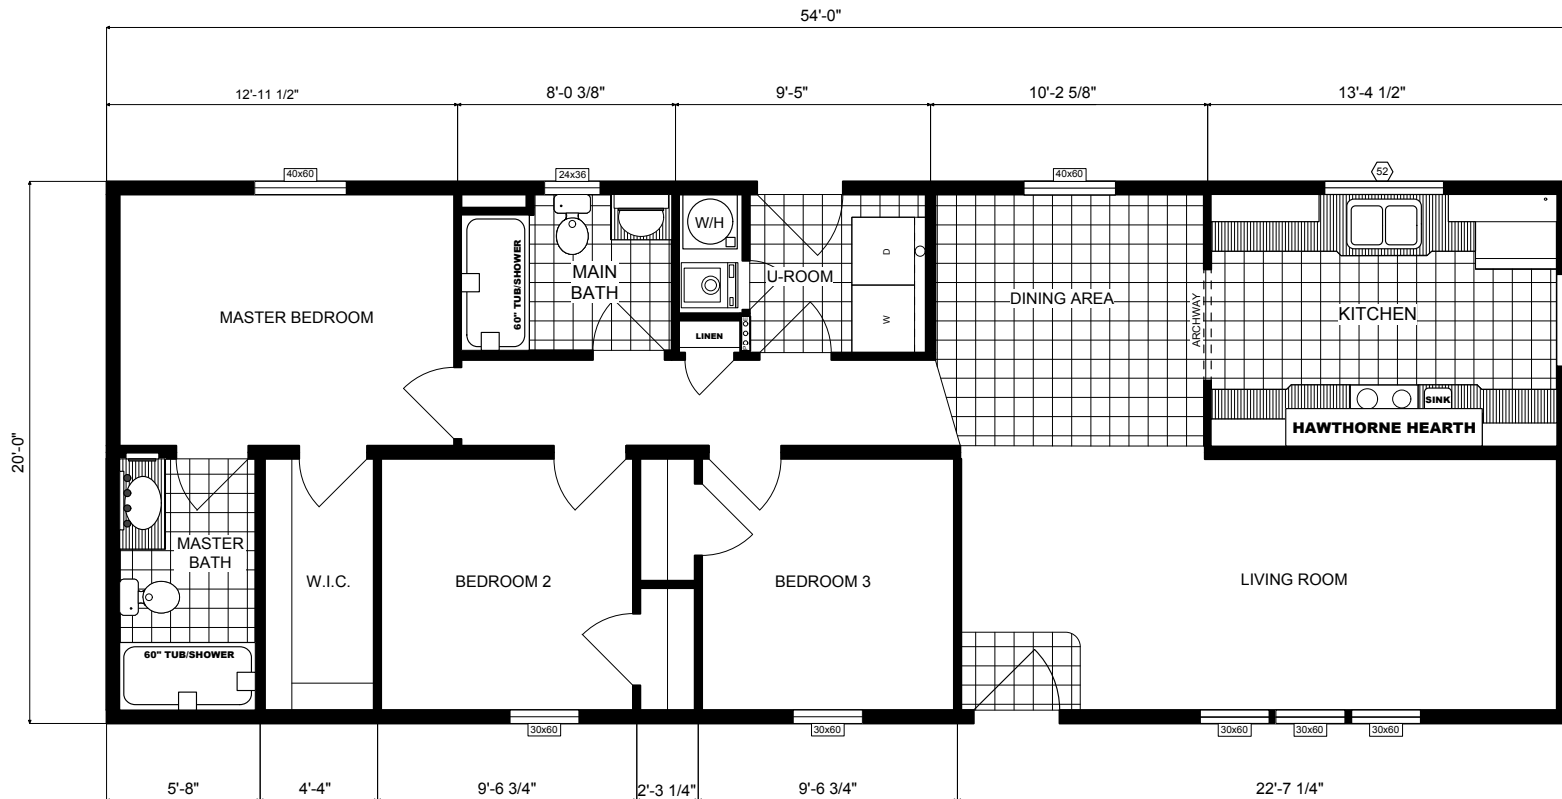 54'-0"
12'-11 1/2"
8'-0 3/8"
9'-5"
10'-2 5/8"
13'-4 1/2"
40x60
24x36
40x60
52
W/H
D
W
MAIN
BATH
U-ROOM
60" TUB/SHOWER
MASTER BEDROOM
LINEN
DINING AREA
ARCHWAY
KITCHEN
SINK
HAWTHORNE HEARTH
20'-0"
MASTER
BATH
60" TUB/SHOWER
W.I.C.
BEDROOM 2
BEDROOM 3
LIVING ROOM
30x60
30x60
30x60
30x60
30x60
5'-8"
4'-4"
9'-6 3/4"
2'-3 1/4"
9'-6 3/4"
22'-7 1/4"